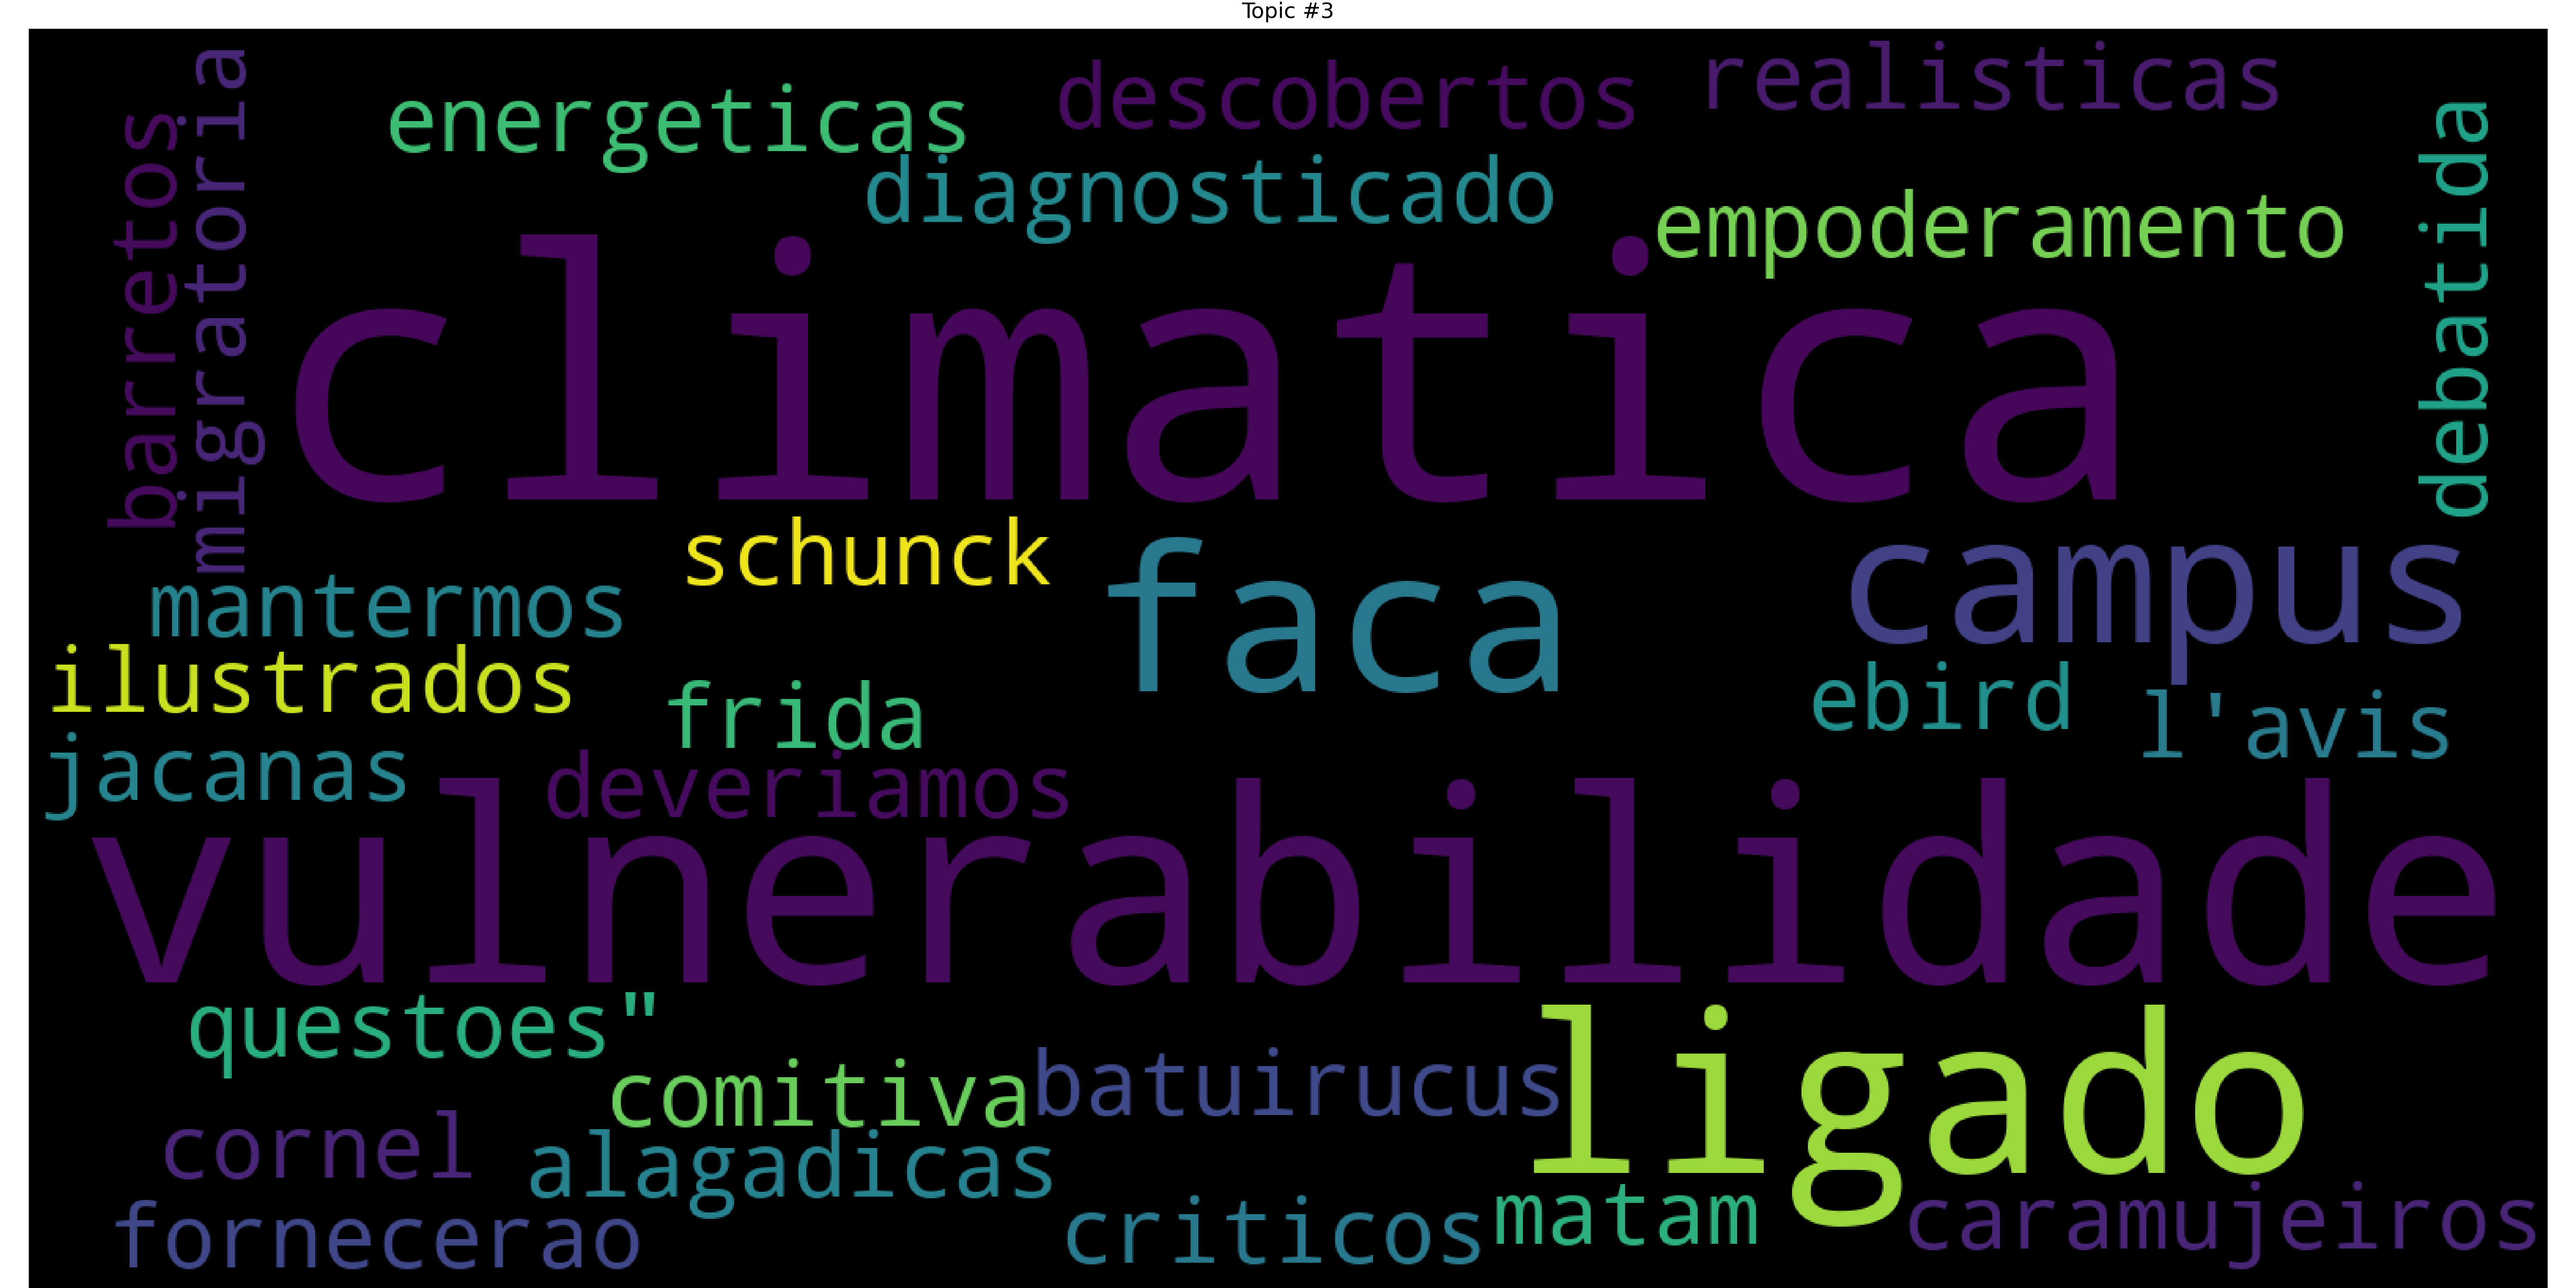 Topic #3
barretos
migratoria
energeticas
descobertos
realisticas
diagnosticado
empoderamento
debatida
climatica
schunck
faca
campus
mantermos
ilustrados
frida
ebird
l'avis
jacanas
deveriamos
vulnerabilidade
questoes"
ligado
comitiva
batuirucus
cornel
alagadicas
fornecerao
criticos
matam
caramujeiros